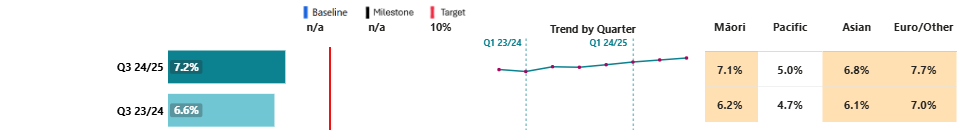 Baseline Milestone Target
n/a n/a 10%
Trend by Quarter
Māori Pacific Asian Euro/Other
Q1 23/24 Q1 24/25
Q3 24/25 7.2% 7.1% 5.0% 6.8% 7.7%
Q3 23/24 6.6% 6.2% 4.7% 6.1% 7.0%